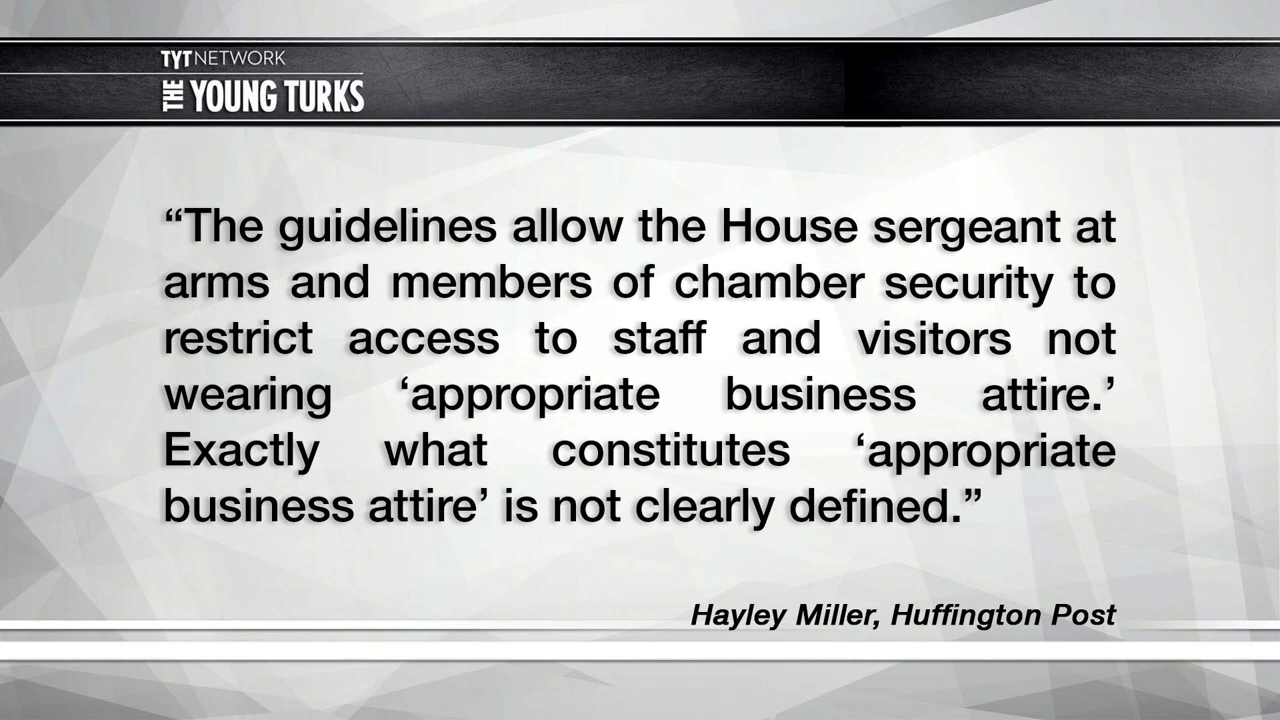 TYT NETWORK
THE YOUNG TURKS
“The guidelines allow the House sergeant at
arms and members of chamber security to
restrict access to staff and visitors not
wearing ‘appropriate business attire.’
Exactly what constitutes ‘appropriate
business attire’ is not clearly defined.”
Hayley Miller, Huffington Post